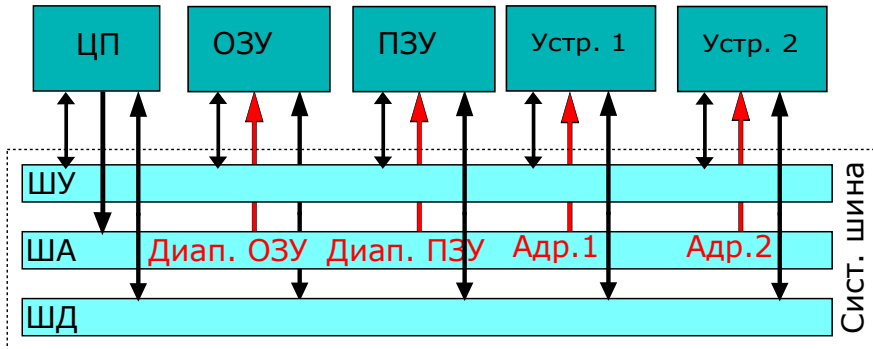 ЦП
ОЗУ
ПЗУ
Устр. 1
Устр. 2
ШУ
ША
Диап. ОЗУ
Диап. ПЗУ
Адр.1
Адр.2
ШД
Сист. шина